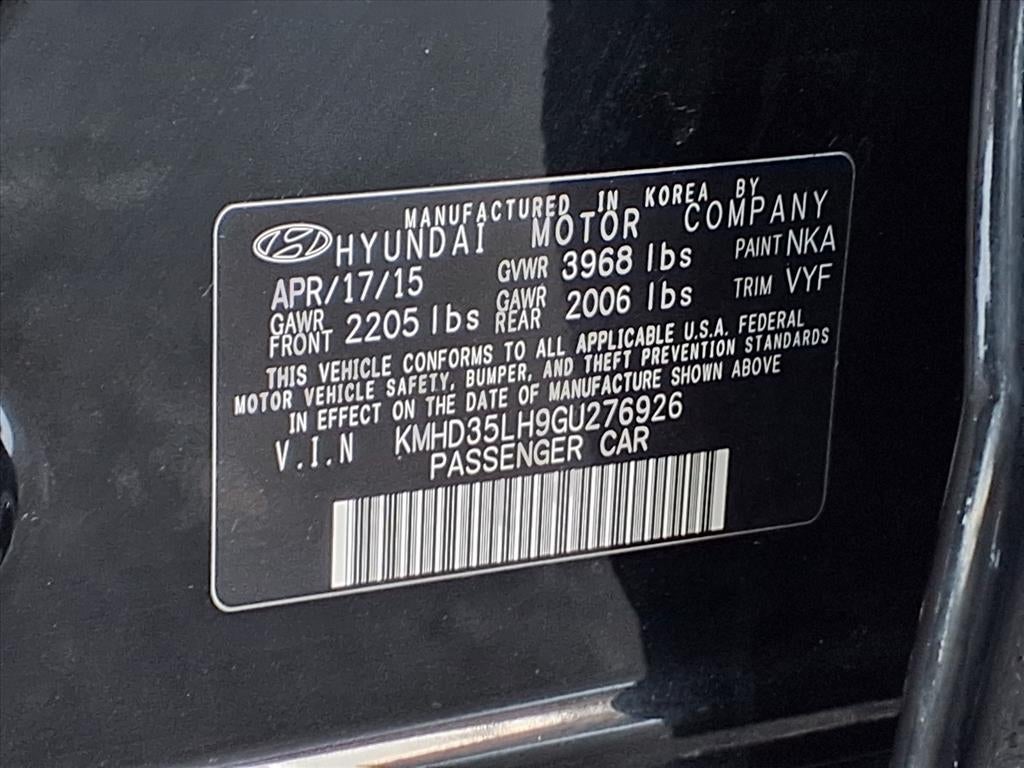 MANUFACTURED IN KOREA BY
HYUNDAI MOTOR COMPANY
APR/17/15 GVWR 3968 lbs PAINT NKA
GAWR FRONT 2205 lbs GAWR REAR 2006 lbs TRIM VYF
THIS VEHICLE CONFORMS TO ALL APPLICABLE U.S.A. FEDERAL
MOTOR VEHICLE SAFETY, BUMPER, AND THEFT PREVENTION STANDARDS
IN EFFECT ON THE DATE OF MANUFACTURE SHOWN ABOVE
V.I.N KMHD35LH9GU276926
PASSENGER CAR